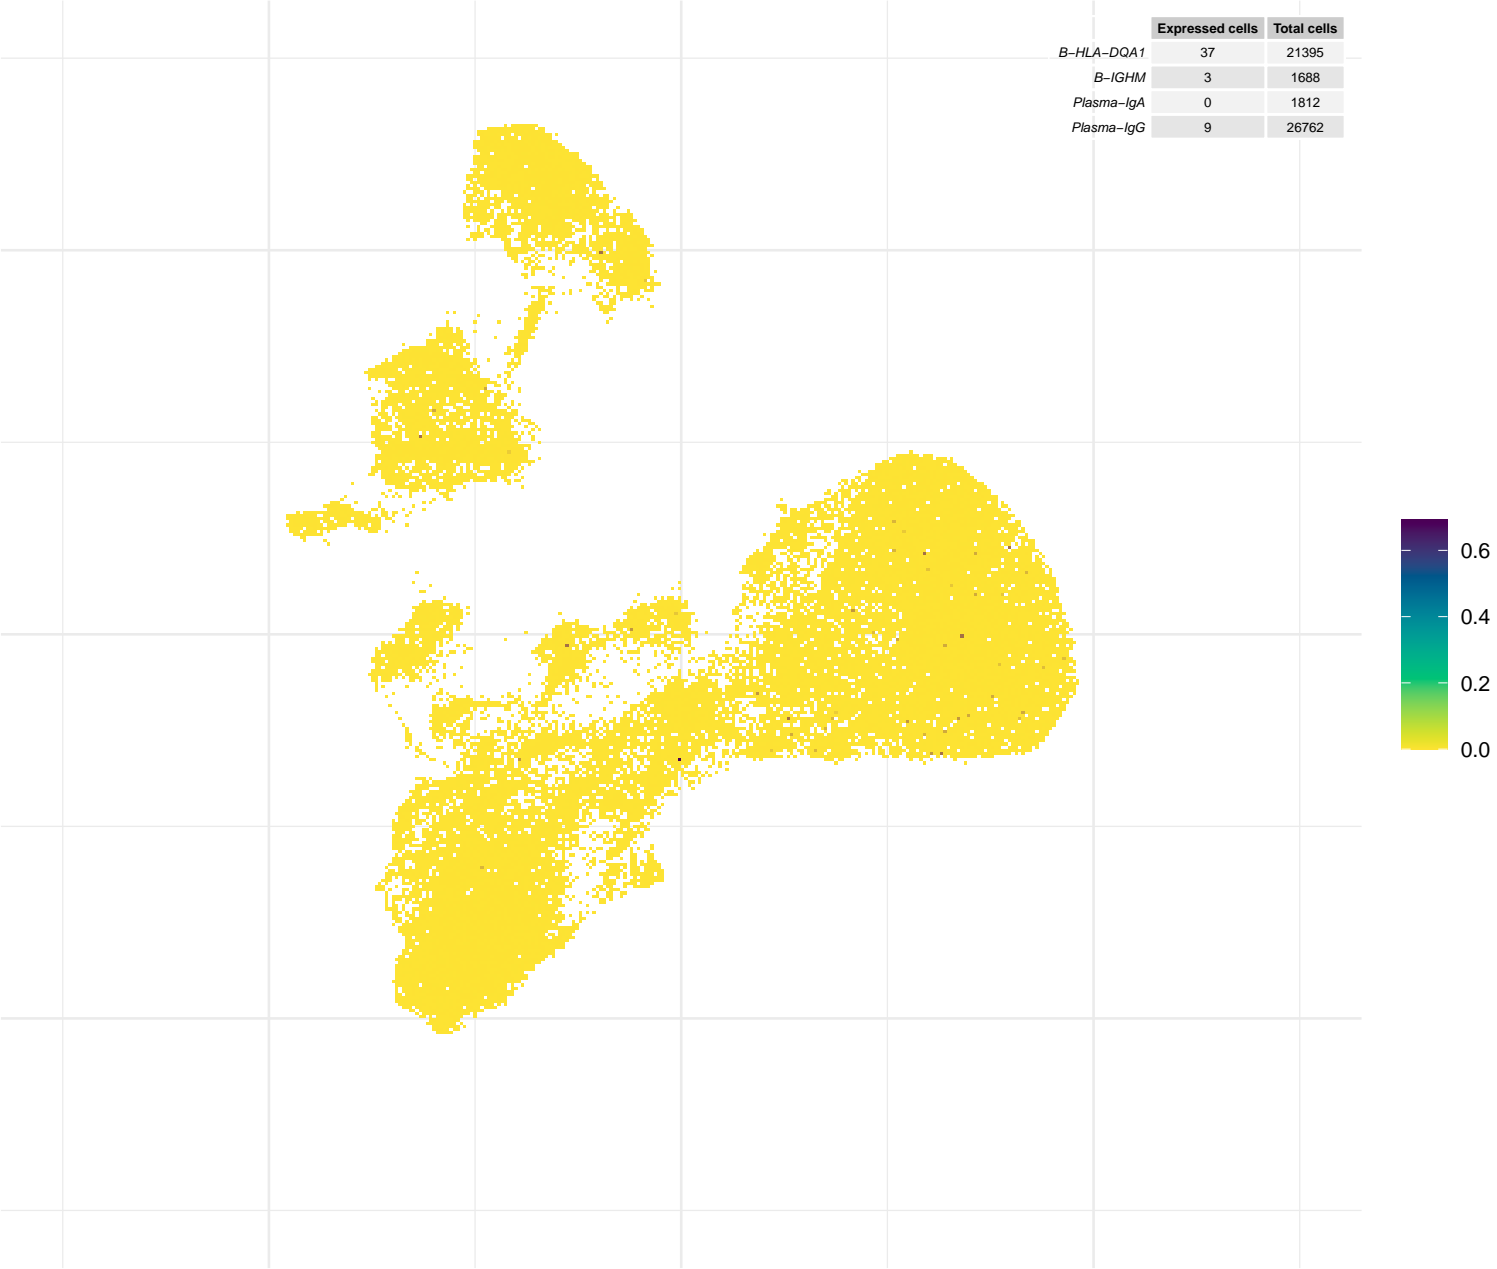 Expressed cells Total cells
B−HLA−DQA1 37 21395
B−IGHM 3 1688
Plasma−IgA 0 1812
Plasma−IgG 9 26762
0.6
0.4
0.2
0.0